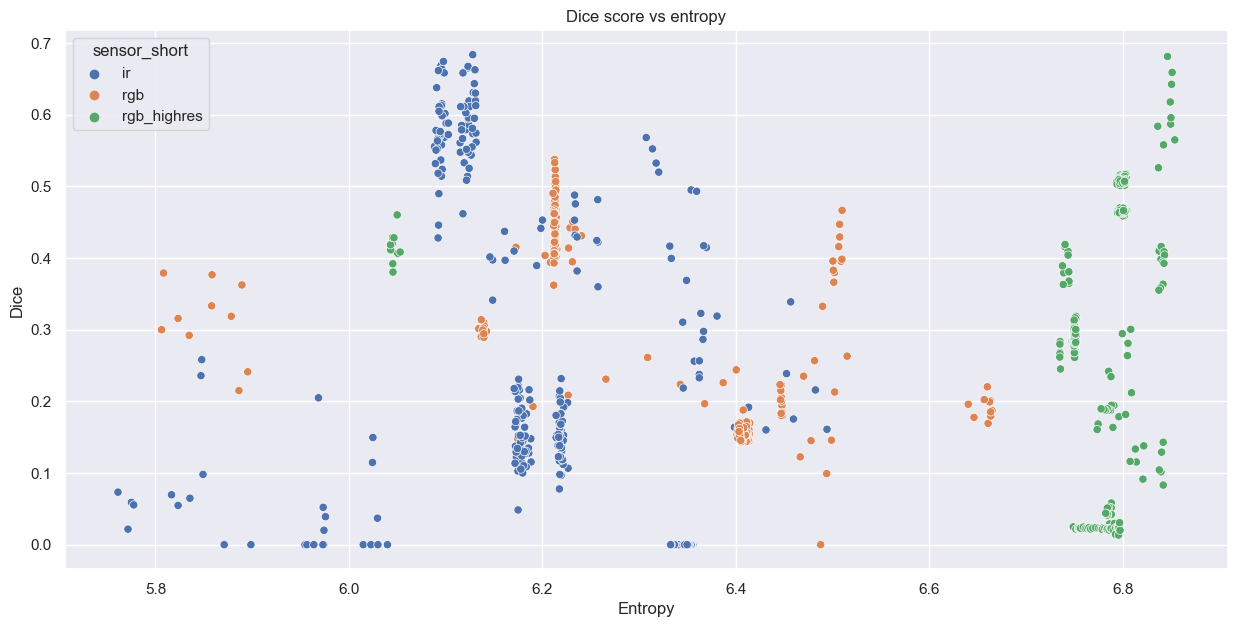 Dice score vs entropy
sensor_short
ir
rgb
rgb_highres
Dice
0.7
0.6
0.5
0.4
0.3
0.2
0.1
0.0
5.8 6.0 6.2 6.4 6.6 6.8
Entropy